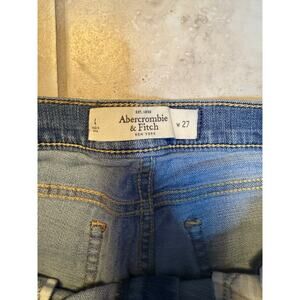 EST. 1892
Abercrombie
& Fitch
NEW YORK
4
W 27